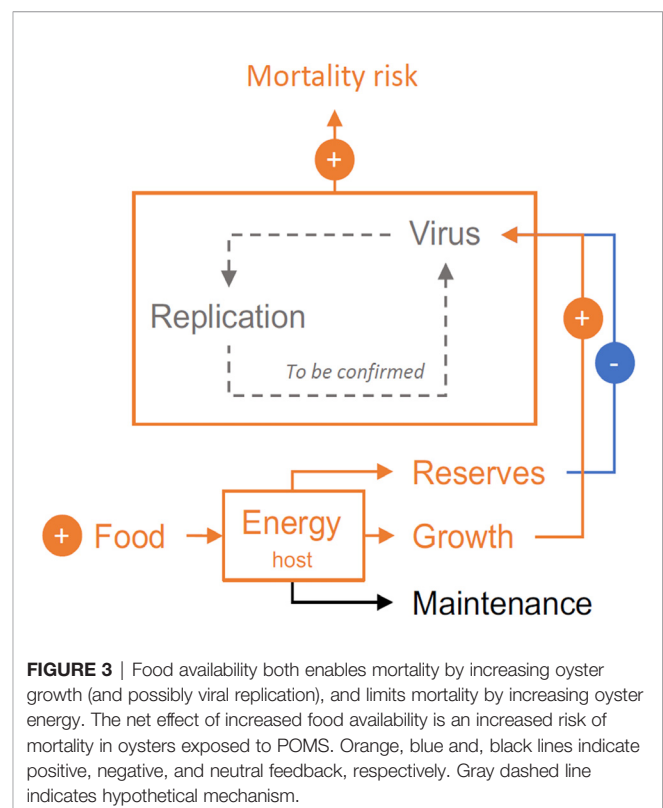 Mortality risk
+
Virus
Replication
To be confirmed
+
-
Reserves
+ Food
Energy
host
Growth
Maintenance
FIGURE 3 | Food availability both enables mortality by increasing oyster
growth (and possibly viral replication), and limits mortality by increasing oyster
energy. The net effect of increased food availability is an increased risk of
mortality in oysters exposed to POMS. Orange, blue and, black lines indicate
positive, negative, and neutral feedback, respectively. Gray dashed line
indicates hypothetical mechanism.